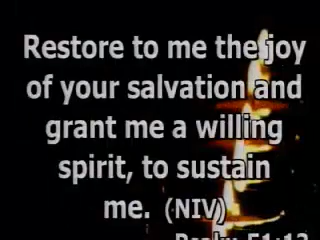 Restore to me the joy
of your salvation and
grant me a willing
spirit, to sustain
me. (NIV)